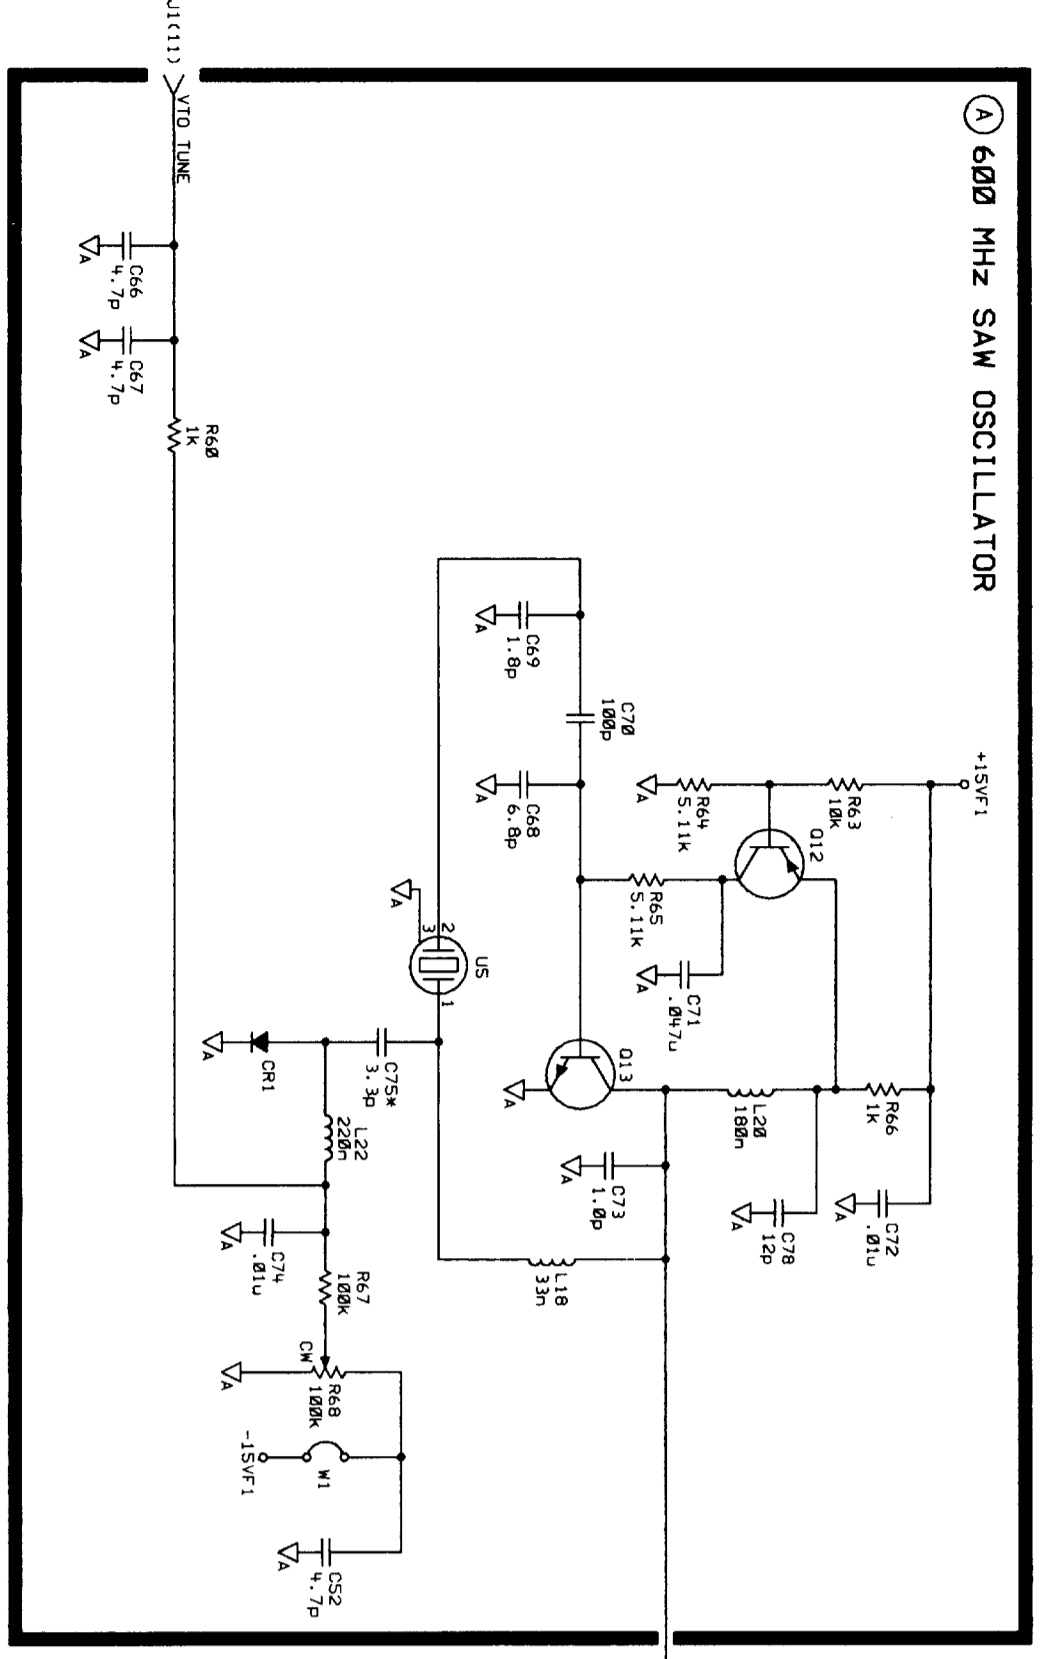 J1(11)
VTO TUNE
A 600 MHz SAW OSCILLATOR
C66
4.7p
A
C67
4.7p
A
R60
1k
C69
1.8p
A
C70
100p
C68
6.8p
A
+15VF1
R63
10k
R64
5.11k
Q12
R65
5.11k
C71
.047u
A
U5
2
3
1
A
Q13
A
L20
180n
R66
1k
C72
.01u
A
C78
12p
A
C73
1.0p
A
L18
33n
C75*
3.3p
CR1
A
L22
220n
C74
.01u
A
R67
100k
CW
R68
100k
A
W1
-15VF1
C52
4.7p
A